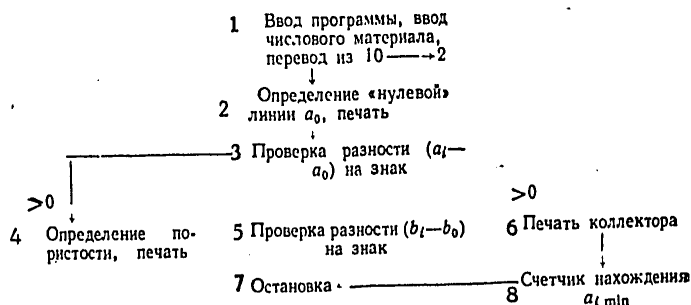 1 Ввод программы, ввод
числового материала,
перевод из 10 → 2
Определение «нулевой»
2 линии a₀, печать
3 Проверка разности (aᵢ—
a₀) на знак
>0
>0
4 Определение по-
ристости, печать
5 Проверка разности (bᵢ—b₀)
на знак
6 Печать коллектора
7 Остановка
8 Счетчик нахождения
aᵢ min